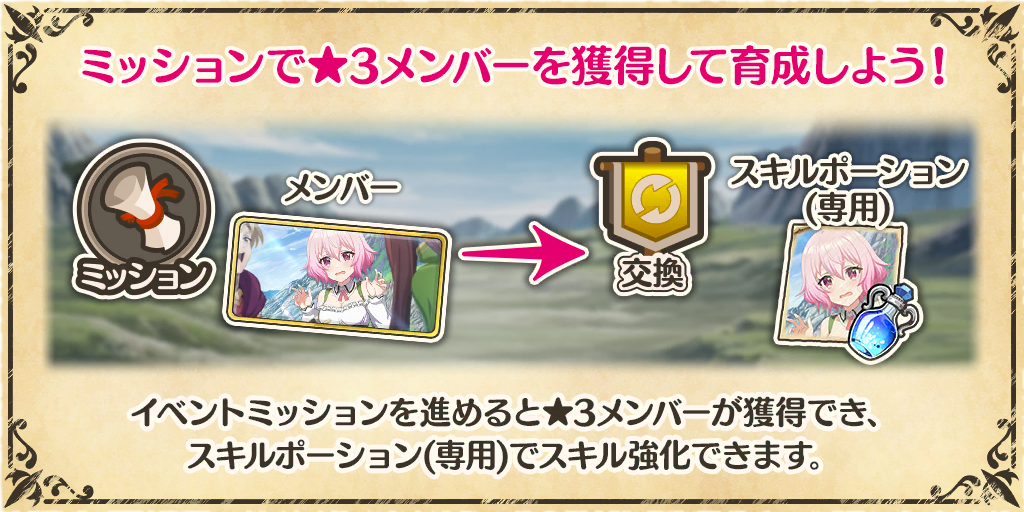 ミッションで★3メンバーを獲得して育成しよう!
メンバー
スキルポーション
(専用)
ミッション
交換
イベントミッションを進めると★3メンバーが獲得でき、
スキルポーション(専用)でスキル強化できます。